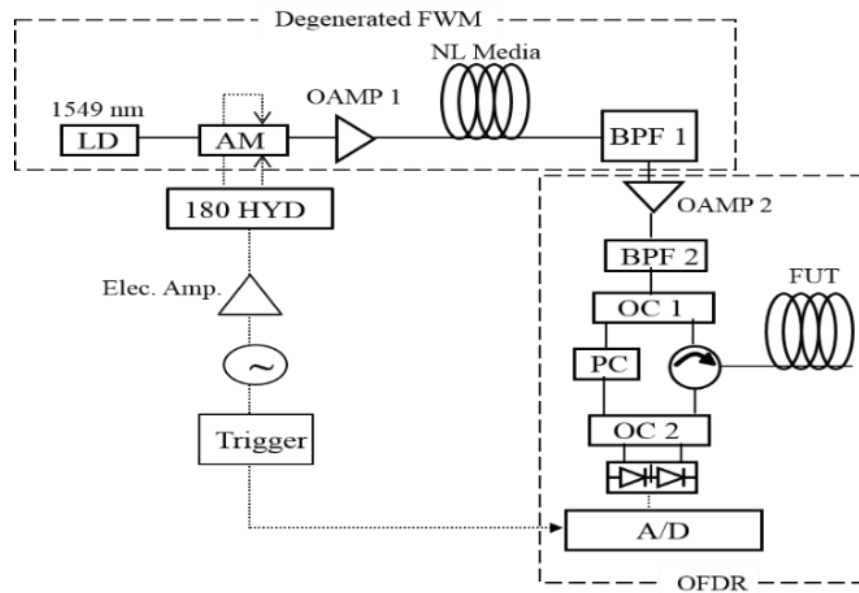 Degenerated FWM
NL Media
OAMP 1
1549 nm
LD
AM
BPF 1
180 HYD
OAMP 2
BPF 2
Elec. Amp.
FUT
OC 1
~
PC
OC 2
Trigger
A/D
OFDR